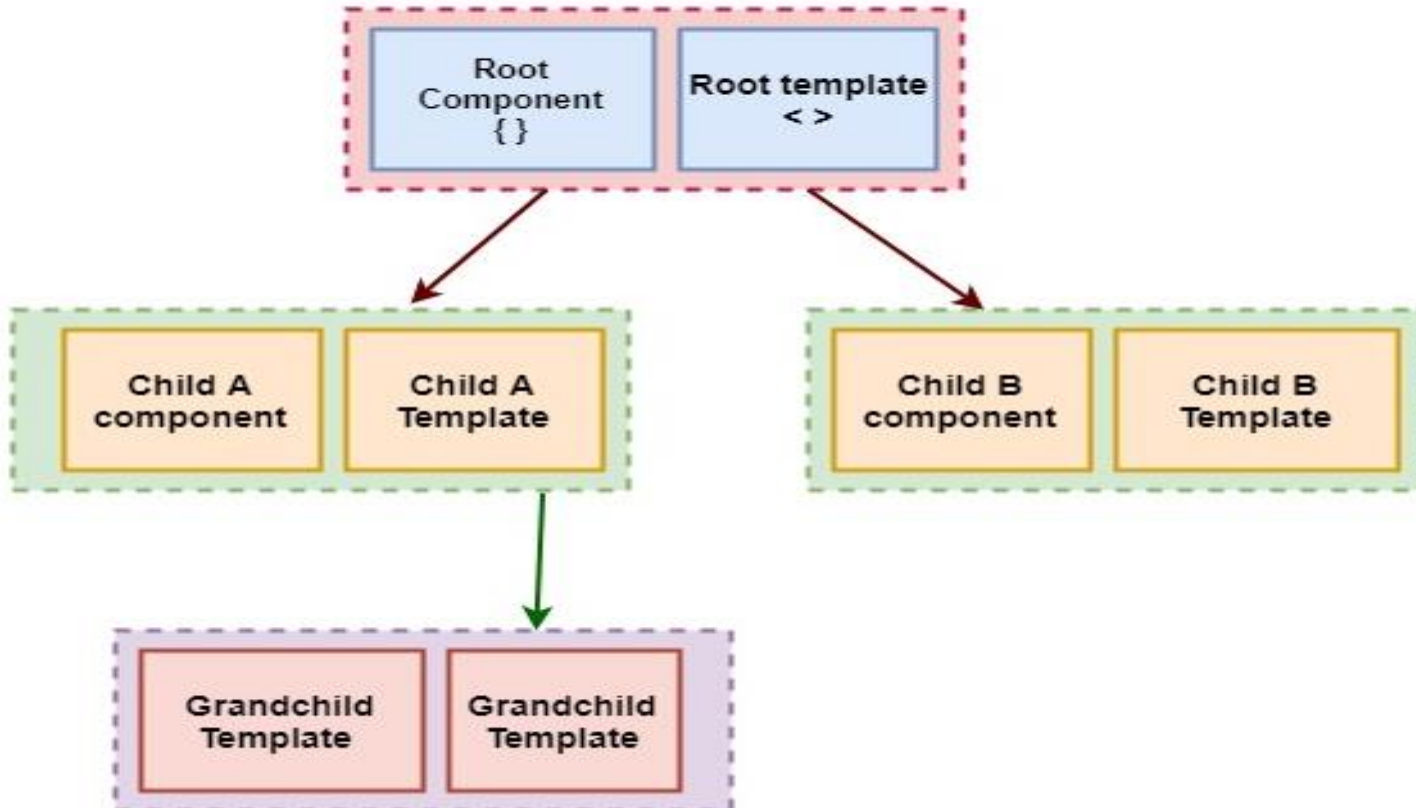 Root
Component
{ }
Root template
< >
Child A
component
Child A
Template
Child B
component
Child B
Template
Grandchild
Template
Grandchild
Template